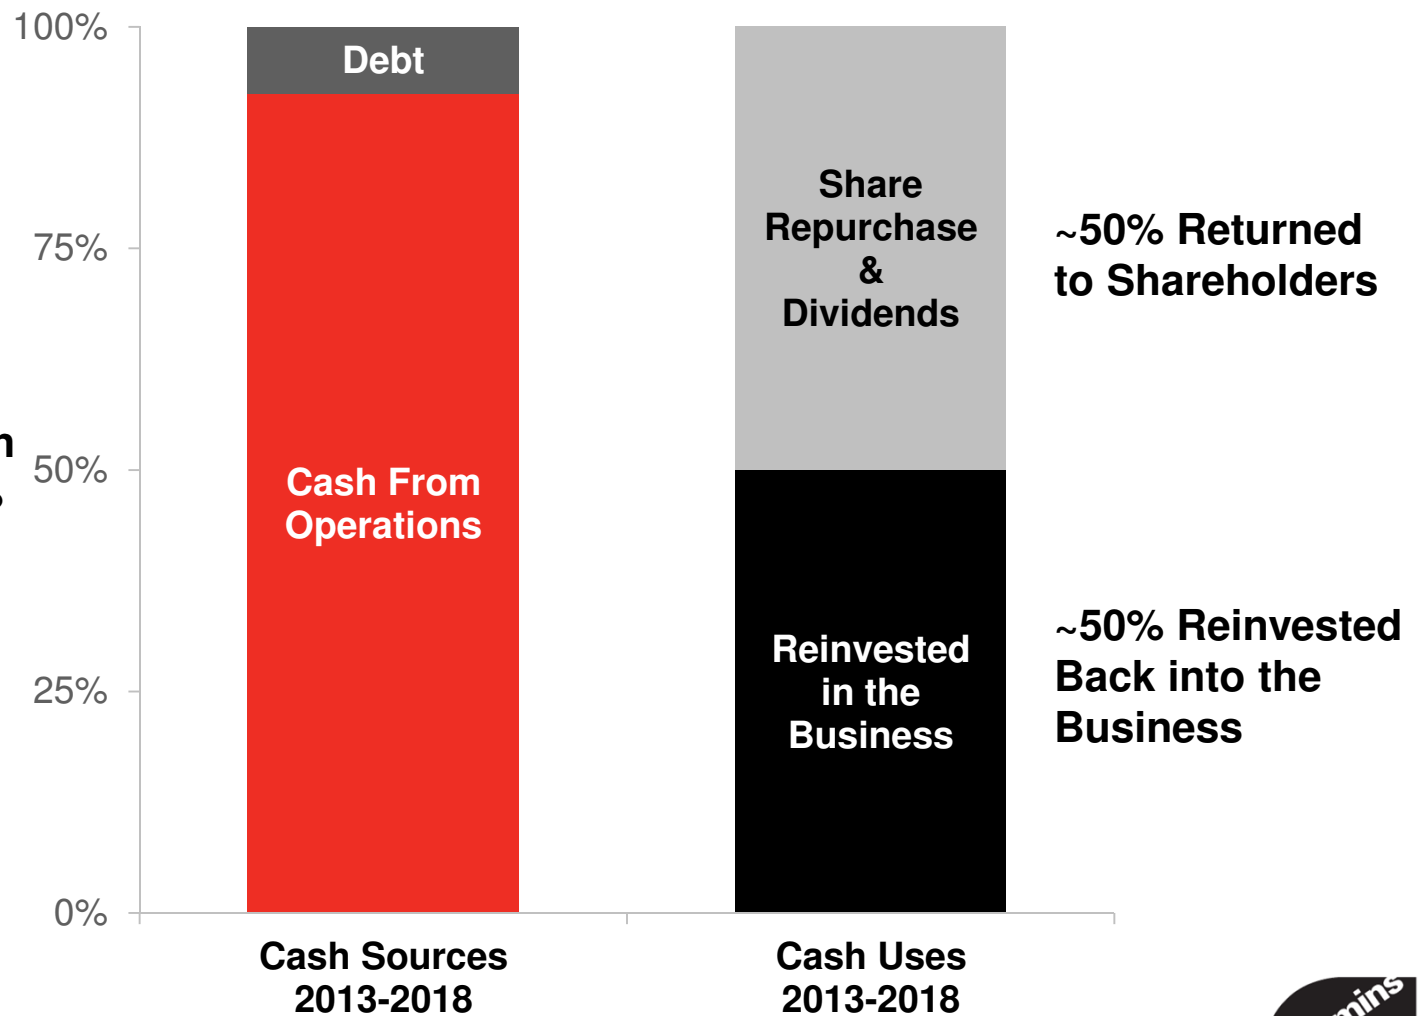 100%
75%
50%
25%
0%
Debt
Cash From
Operations
Share
Repurchase
&
Dividends
Reinvested
in the
Business
~50% Returned
to Shareholders
~50% Reinvested
Back into the
Business
Cash Sources
2013-2018
Cash Uses
2013-2018